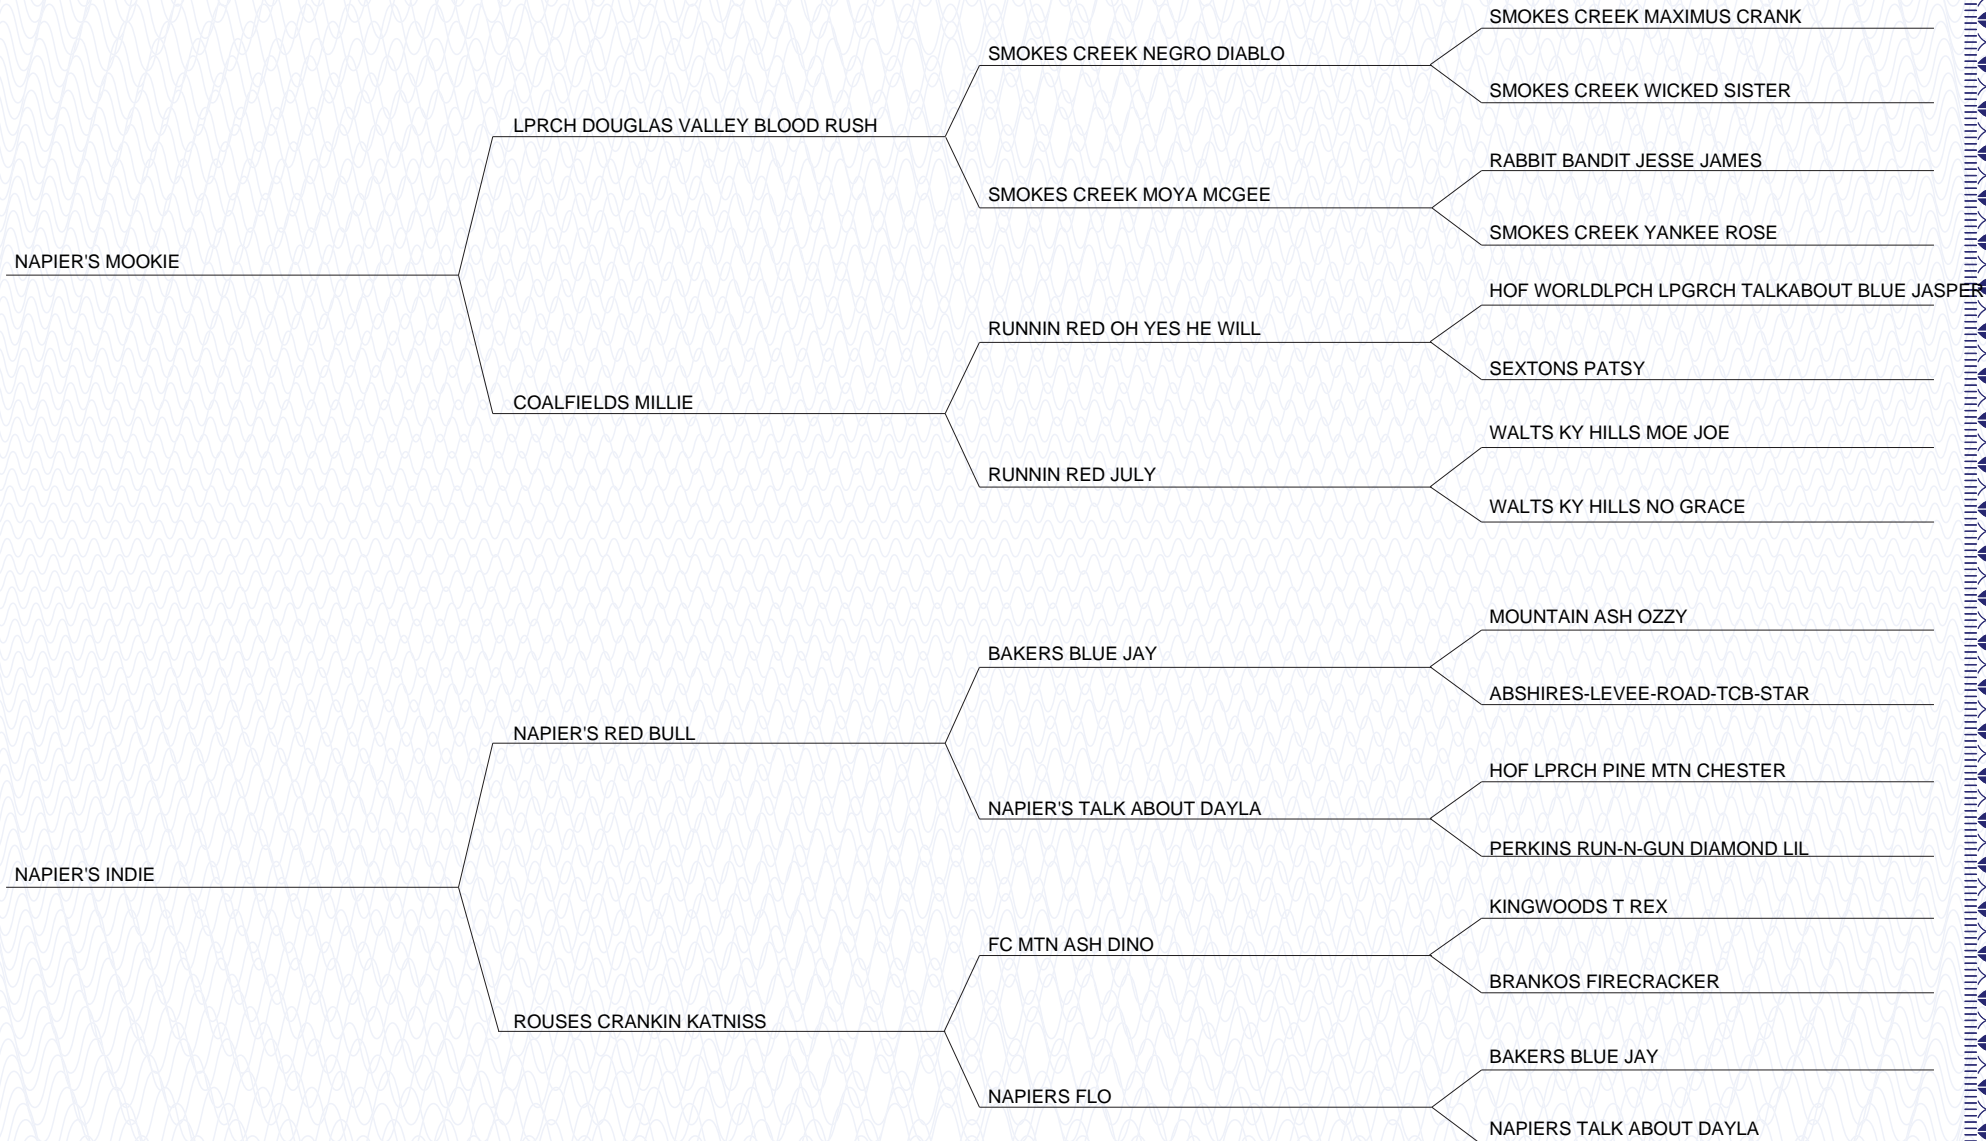 SMOKES CREEK MAXIMUS CRANK
SMOKES CREEK NEGRO DIABLO
SMOKES CREEK WICKED SISTER
LPRCH DOUGLAS VALLEY BLOOD RUSH
RABBIT BANDIT JESSE JAMES
SMOKES CREEK MOYA MCGEE
SMOKES CREEK YANKEE ROSE
NAPIER'S MOOKIE
HOF WORLDLPCH LPGRCH TALKABOUT BLUE JASPER
RUNNIN RED OH YES HE WILL
SEXTONS PATSY
COALFIELDS MILLIE
WALTS KY HILLS MOE JOE
RUNNIN RED JULY
WALTS KY HILLS NO GRACE
MOUNTAIN ASH OZZY
BAKERS BLUE JAY
ABSHIRES-LEVEE-ROAD-TCB-STAR
NAPIER'S RED BULL
HOF LPRCH PINE MTN CHESTER
NAPIER'S TALK ABOUT DAYLA
PERKINS RUN-N-GUN DIAMOND LIL
NAPIER'S INDIE
KINGWOODS T REX
FC MTN ASH DINO
BRANKOS FIRECRACKER
ROUSES CRANKIN KATNISS
BAKERS BLUE JAY
NAPIERS FLO
NAPIERS TALK ABOUT DAYLA